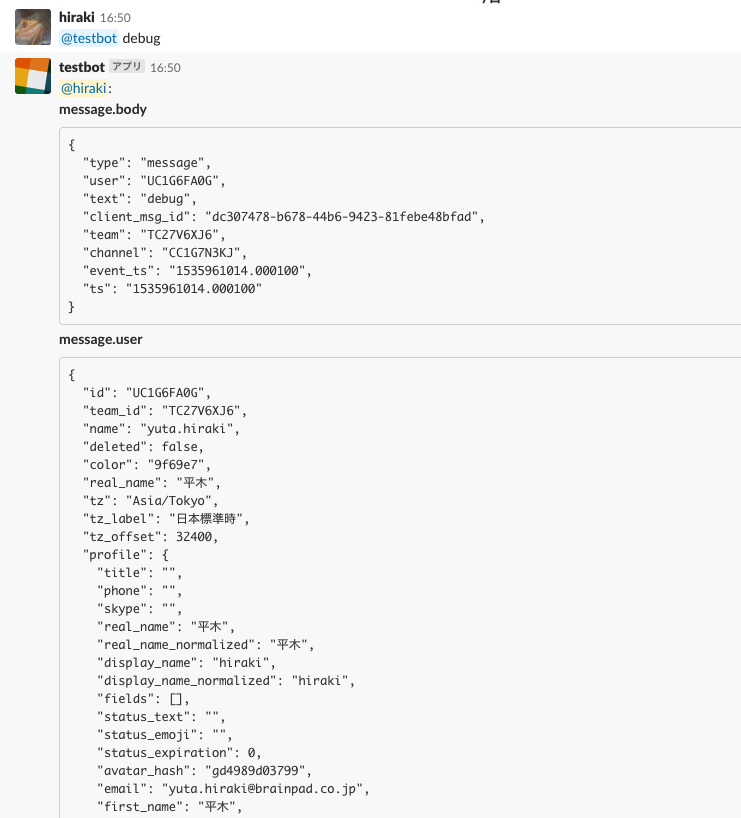 hiraki 16:50
@testbot debug
testbot アプリ 16:50
@hiraki:
message.body
{
"type": "message",
"user": "UC1G6FA0G",
"text": "debug",
"client_msg_id": "dc307478-b678-44b6-9423-81febe48bfad",
"team": "TC27V6XJ6",
"channel": "CC1G7N3KJ",
"event_ts": "1535961014.000100",
"ts": "1535961014.000100"
}
message.user
{
"id": "UC1G6FA0G",
"team_id": "TC27V6XJ6",
"name": "yuta.hiraki",
"deleted": false,
"color": "9f69e7",
"real_name": "平木",
"tz": "Asia/Tokyo",
"tz_label": "日本標準時",
"tz_offset": 32400,
"profile": {
"title": "",
"phone": "",
"skype": "",
"real_name": "平木",
"real_name_normalized": "平木",
"display_name": "hiraki",
"display_name_normalized": "hiraki",
"fields": [],
"status_text": "",
"status_emoji": "",
"status_expiration": 0,
"avatar_hash": "gd4989d03799",
"email": "yuta.hiraki@brainpad.co.jp",
"first_name": "平木",